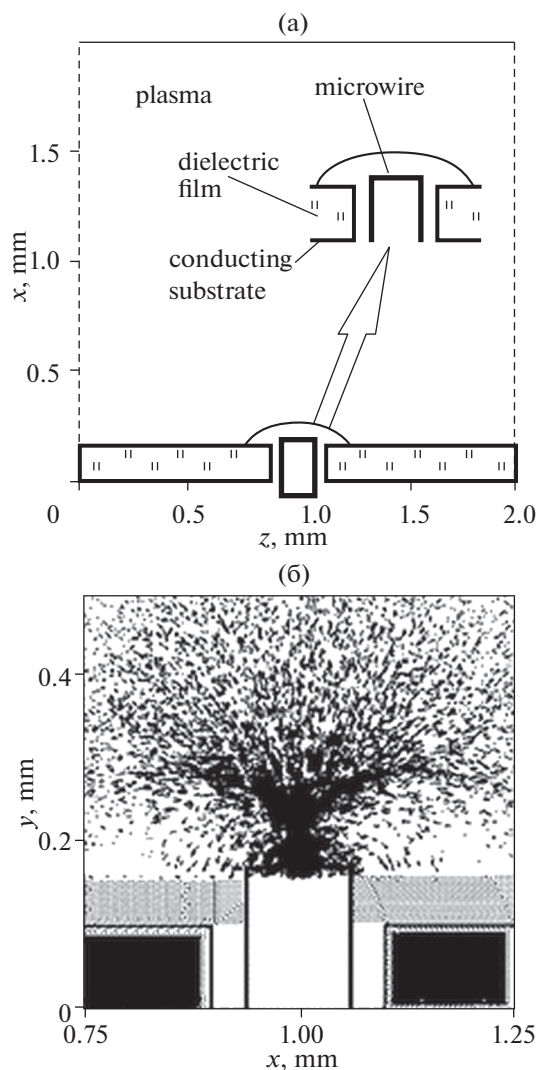 (а)
plasma
microwire
1.5
dielectric
film
x, mm
1.0
conducting
substrate
0.5
0
0.5
1.0
1.5
2.0
z, mm
(б)
0.4
y, mm
0.2
0
0.75
1.00
1.25
x, mm